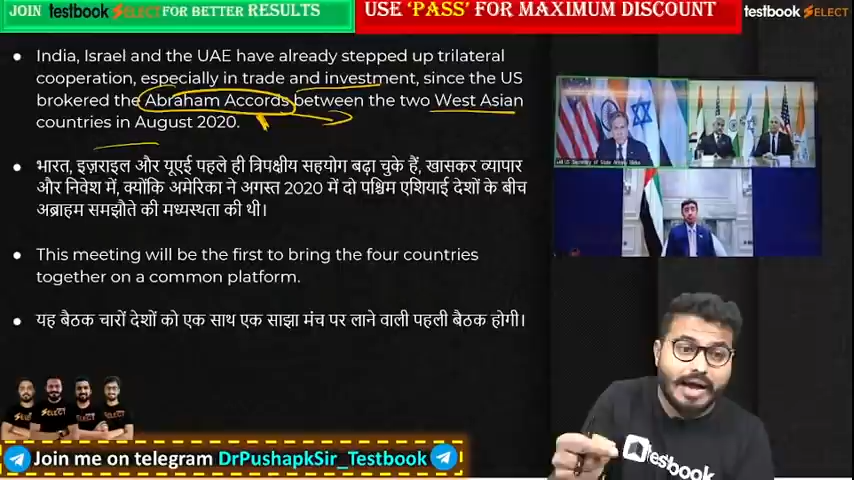 JOIN testbook SELECT FOR BETTER RESULTS
USE ‘PASS’ FOR MAXIMUM DISCOUNT
testbook SELECT
India, Israel and the UAE have already stepped up trilateral
cooperation, especially in trade and investment, since the US
brokered the Abraham Accords between the two West Asian
countries in August 2020.
भारत, इज़राइल और यूएई पहले ही त्रिपक्षीय सहयोग बढ़ा चुके हैं, खासकर व्यापार
और निवेश में, क्योंकि अमेरिका ने अगस्त 2020 में दो पश्चिम एशियाई देशों के बीच
अब्राहम समझौते की मध्यस्थता की थी।
This meeting will be the first to bring the four countries
together on a common platform.
यह बैठक चारों देशों को एक साथ एक साझा मंच पर लाने वाली पहली बैठक होगी।
SELECT
testbook
Join me on telegram DrPushapkSir_Testbook